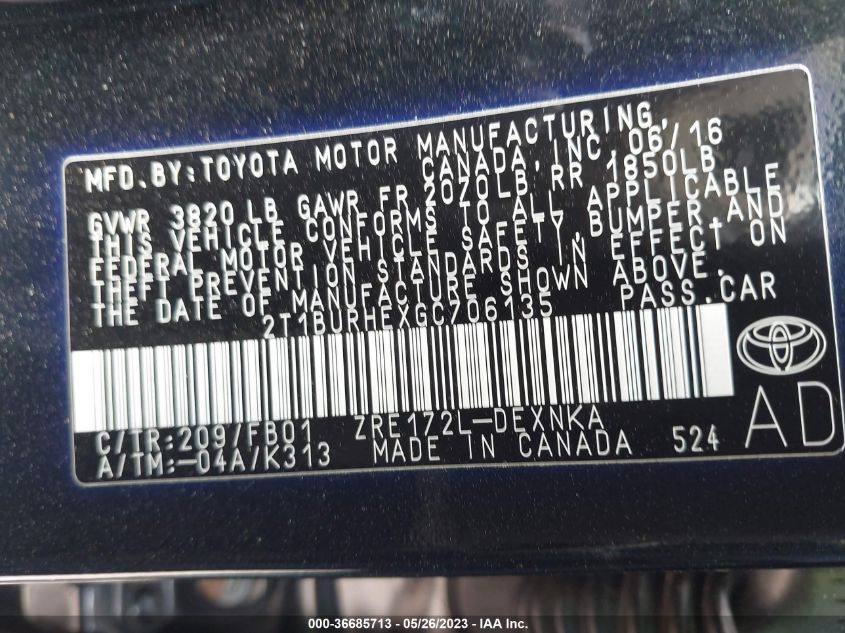 MFD.BY:TOYOTA MOTOR MANUFACTURING,
CANADA, INC. 06/16
GVWR 3820 LB GAWR FR 2020LB RR 1850LB
THIS VEHICLE CONFORMS TO ALL APPLICABLE
FEDERAL MOTOR VEHICLE SAFETY,BUMPER,AND
THEFT PREVENTION STANDARDS IN EFFECT ON
THE DATE OF MANUFACTURE SHOWN ABOVE.
2T1BURHEXGC706135 PASS.CAR
C/TR:209/FB01 ZRE172L-DEXNKA
A/TM:-04A/K313 MADE IN CANADA 524
AD
000-36685713 - 05/26/2023 - IAA Inc.